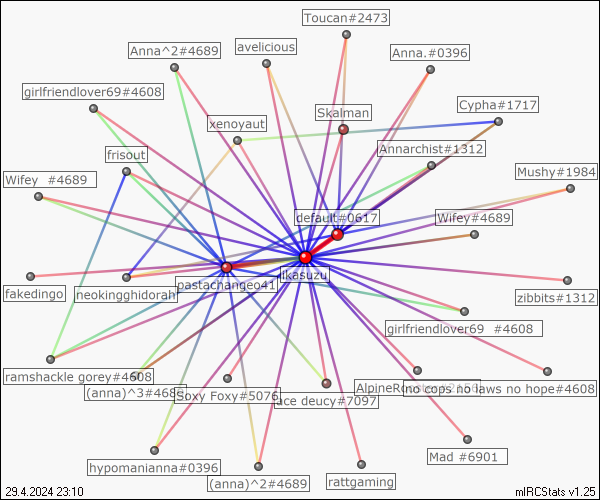 Toucan#2473
Anna^2#4689
avelicious
Anna.#0396
girlfriendlover69#4608
Cypha#1717
Skalman
xenoyaut
Annarchist#1312
frisout
Mushy#1984
Wifey  #4689
default#0617
Wifey#4689
Ikasuzu
pastachangeo41
fakedingo
neokingghidorah
zibbits#1312
girlfriendlover69  #4608
ramshackle gorey#4608
(anna)^3#4689
Soxy Foxy#5076
ace deucy#7097
no cops no laws no hope#4608
Mad #6901
hypomanianna#0396
(anna)^2#4689
rattgaming
29.4.2024 23:10
mIRCStats v1.25